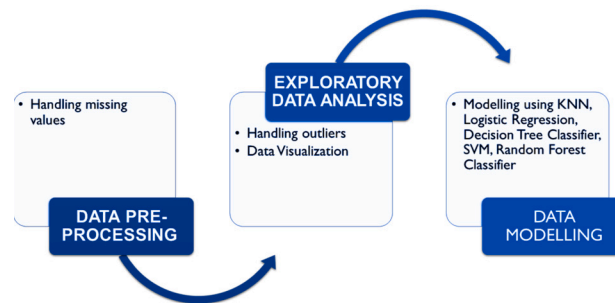 • Handling missing
values
DATA PRE-
PROCESSING
EXPLORATORY
DATA ANALYSIS
• Handling outliers
• Data Visualization
• Modelling using KNN,
Logistic Regression,
Decision Tree Classifier,
SVM, Random Forest
Classifier
DATA
MODELLING